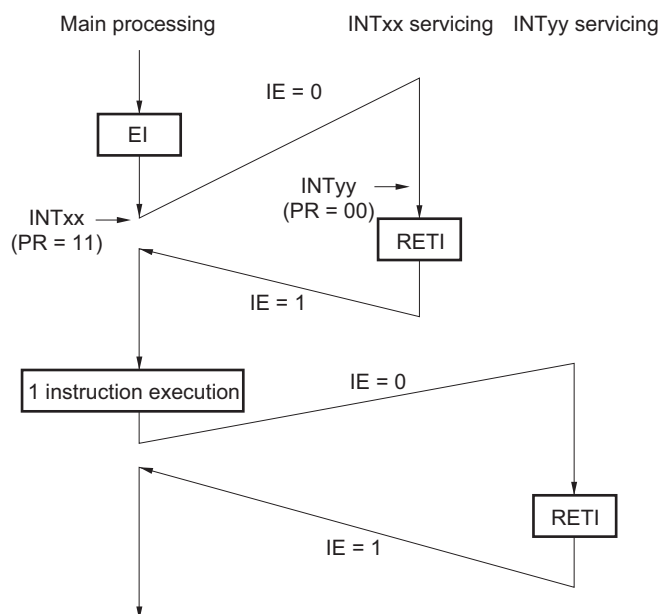 Main processing
INTxx servicing
INTyy servicing
IE = 0
EI
INTyy
(PR = 00)
INTxx
(PR = 11)
RETI
IE = 1
1 instruction execution
IE = 0
RETI
IE = 1